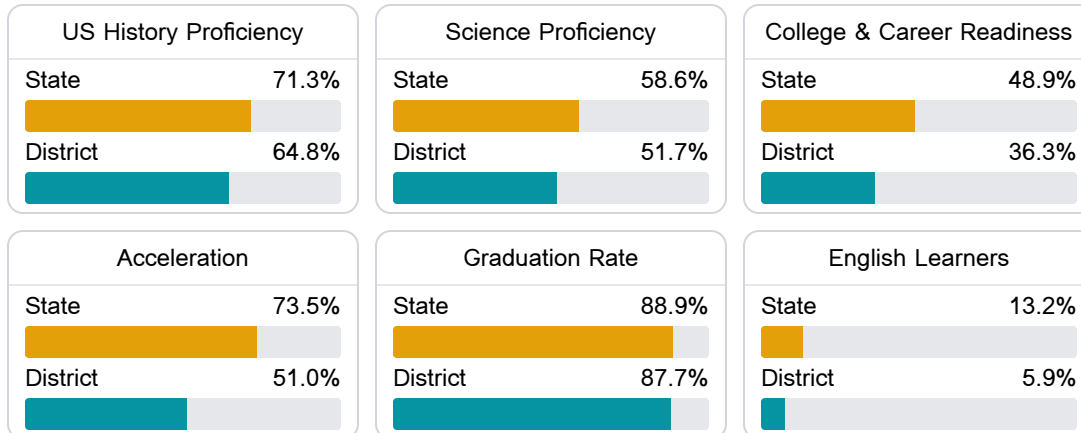 US History Proficiency
State 71.3%
District 64.8%
Science Proficiency
State 58.6%
District 51.7%
College & Career Readiness
State 48.9%
District 36.3%
Acceleration
State 73.5%
District 51.0%
Graduation Rate
State 88.9%
District 87.7%
English Learners
State 13.2%
District 5.9%